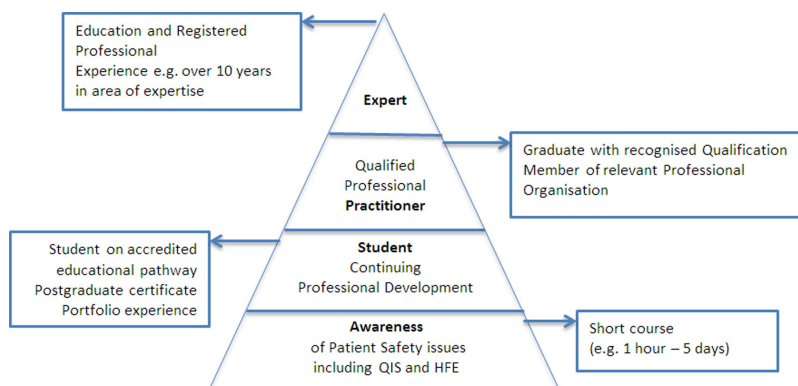 Education and Registered
Professional
Experience e.g. over 10 years
in area of expertise
Expert
Graduate with recognised Qualification
Member of relevant Professional
Organisation
Qualified
Professional
Practitioner
Student on accredited
educational pathway
Postgraduate certificate
Portfolio experience
Student
Continuing
Professional Development
Awareness
of Patient Safety issues
including QIS and HFE
Short course
(e.g. 1 hour – 5 days)